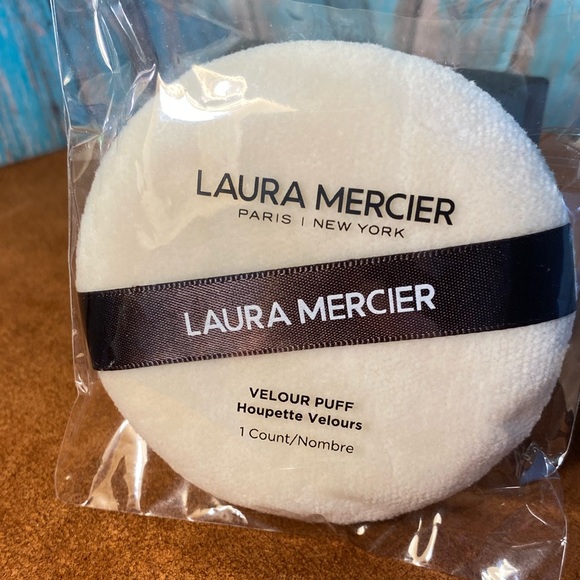 LAURA MERCIER
PARIS | NEW YORK
LAURA MERCIER
VELOUR PUFF
Houpette Velours
1 Count/Nombre